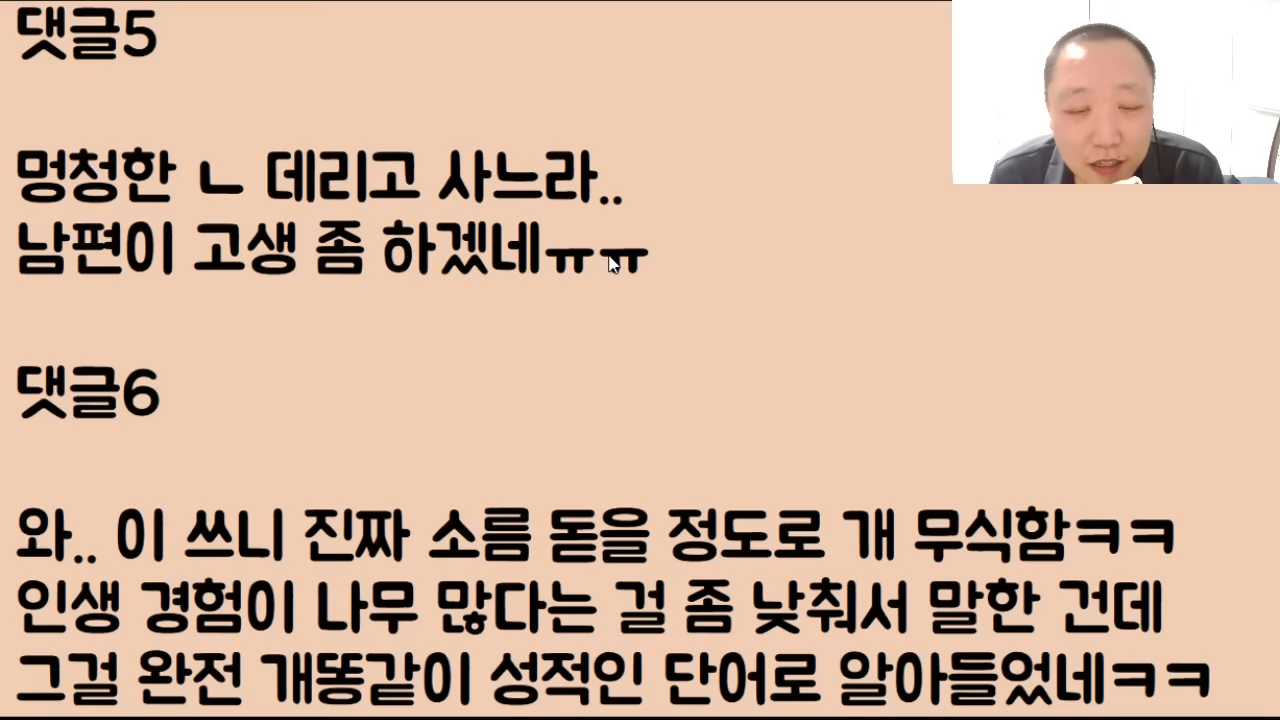 댓글5
멍청한 ㄴ 데리고 사느라..
남편이 고생 좀 하겠네ㅠㅠ
댓글6
와.. 이 쓰니 진짜 소름 돋을 정도로 개 무식함ㅋㅋ
인생 경험이 나무 많다는 걸 좀 낮춰서 말한 건데
그걸 완전 개똥같이 성적인 단어로 알아들었네ㅋㅋ